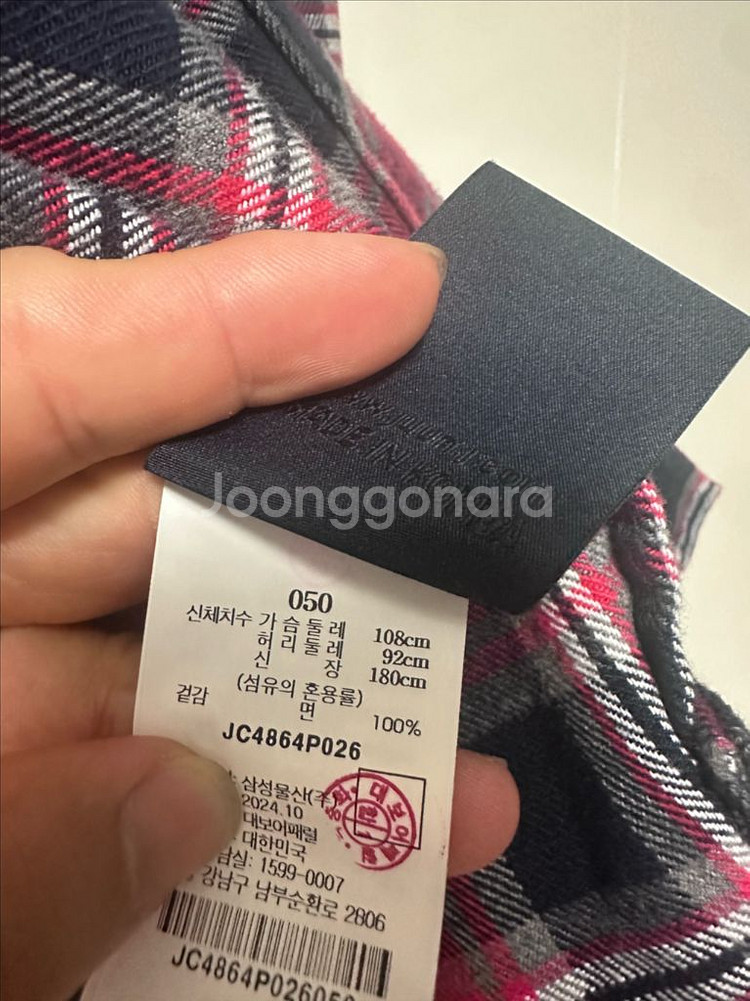 MADE IN KOREA
Joonggonara
050
신체치수 가슴둘레 108cm
허리둘레 92cm
신장 180cm
(섬유의 혼용률)
겉감 면 100%
JC4864P026
삼성물산(주)
2024.10
대보어패럴
대한민국
1599-0007
강남구 남부순환로 2806
JC4864P026050